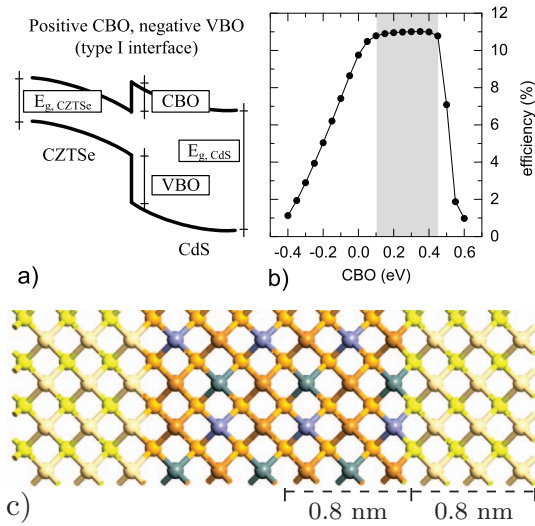 Positive CBO, negative VBO
(type I interface)
E_g, CZTSe
CBO
CZTSe
E_g, CdS
VBO
CdS
a)
12
10
8
6
4
2
0
efficiency (%)
-0.4 -0.2 0.0 0.2 0.4 0.6
CBO (eV)
b)
c)
0.8 nm 0.8 nm